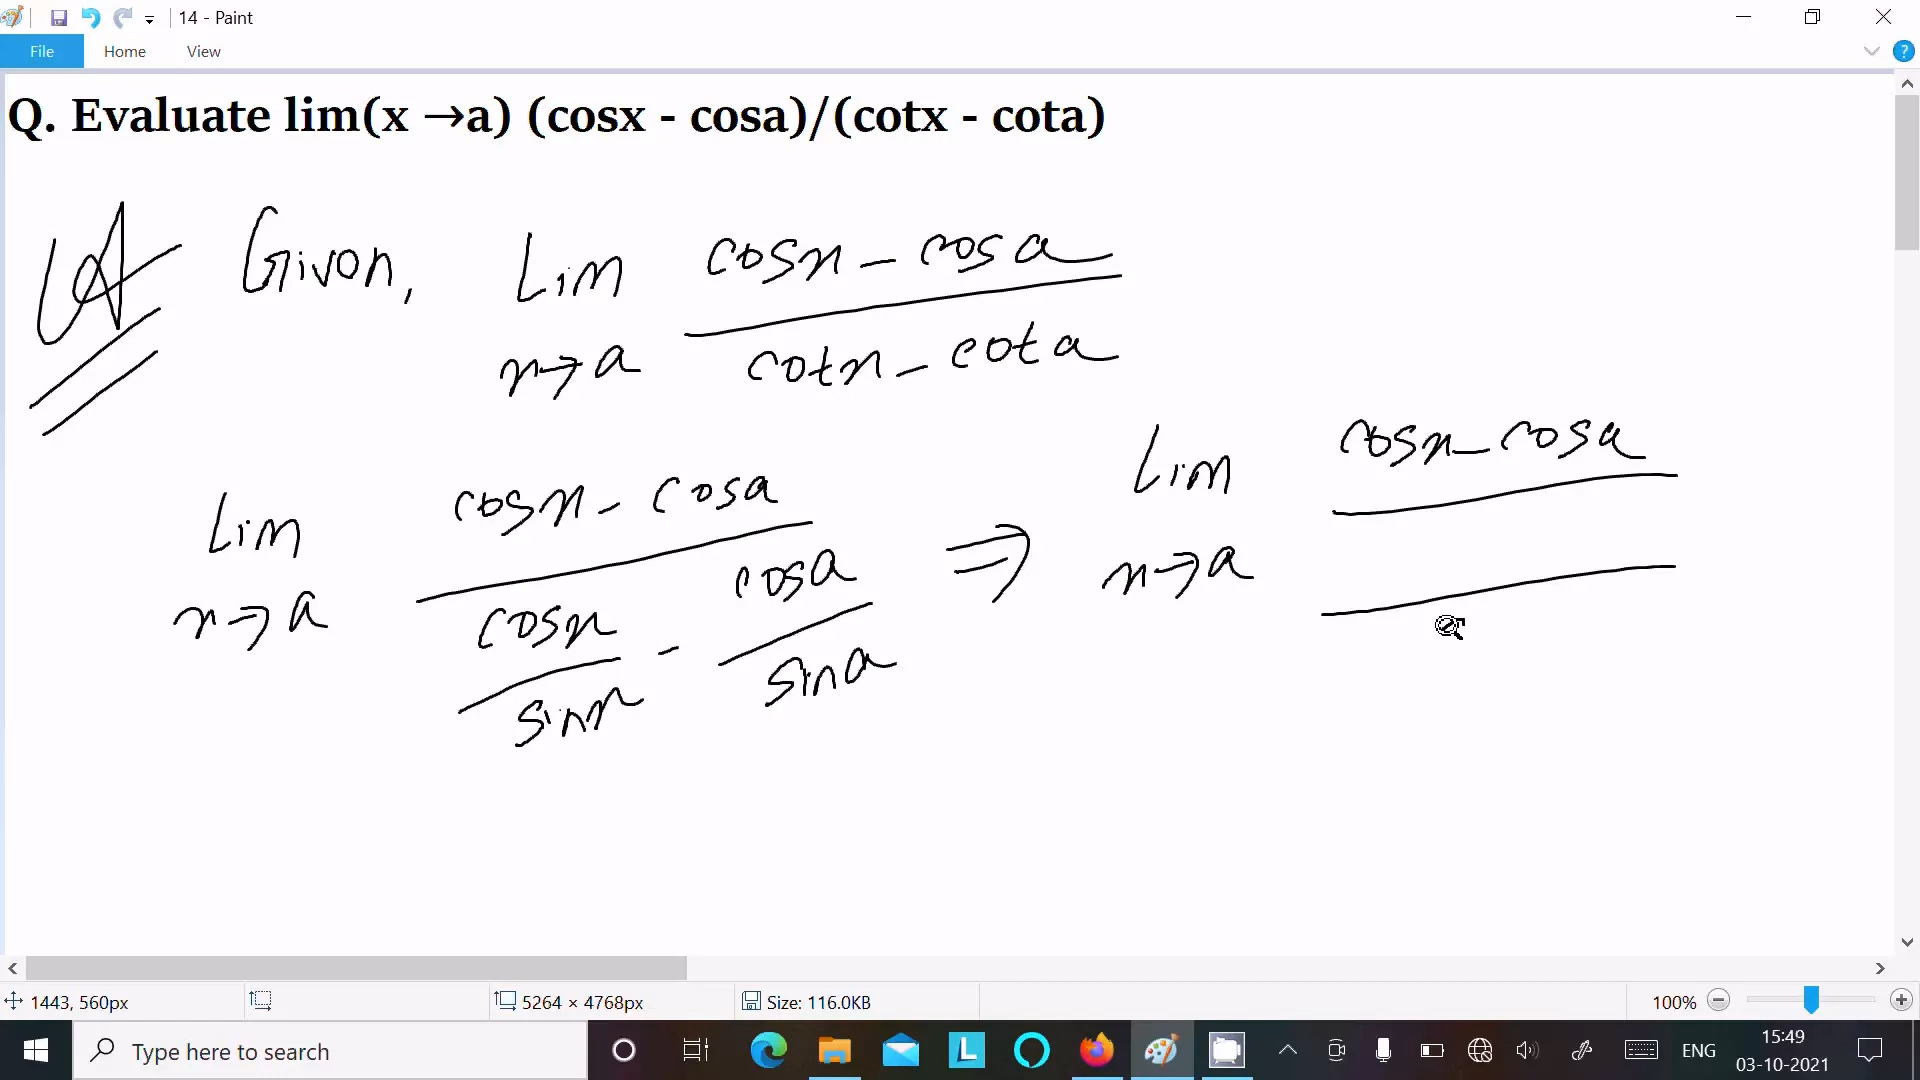 14 - Paint
File Home View
Q. Evaluate lim(x →a) (cosx - cosa)/(cotx - cota)
Given, Lim x→a (cosx - cosa)/(cotx - cota)
Lim x→a (cosx - cosa)/(cosx/sinx - cosa/sina) ⇒ Lim x→a cosx - cosa
1443, 560px 5264 × 4768px Size: 116.0KB 100%
Type here to search
ENG
15:49
03-10-2021